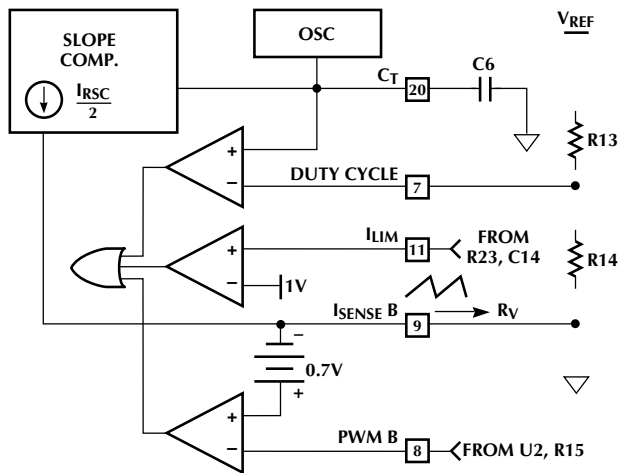 SLOPE
COMP.
I_RSC
2
OSC
V_REF
C_T
20
C6
R13
+
−
DUTY CYCLE
7
+
−
1V
I_LIM
11
FROM
R23, C14
R14
I_SENSE B
9
R_V
−
0.7V
+
+
−
PWM B
8
FROM U2, R15